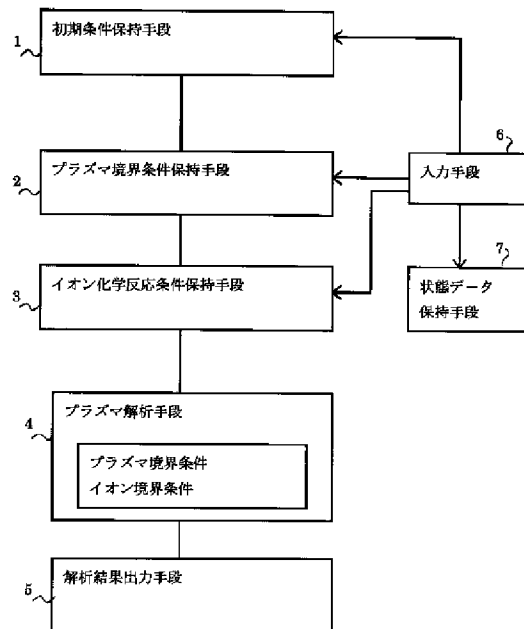 初期条件保持手段
1
6
プラズマ境界条件保持手段
入力手段
2
7
イオン化学反応条件保持手段
状態データ
保持手段
3
プラズマ解析手段
4
プラズマ境界条件
イオン境界条件
解析結果出力手段
5